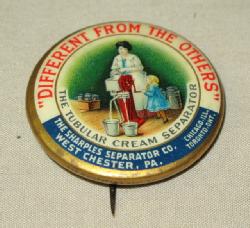 "DIFFERENT FROM THE OTHERS"
THE TUBULAR CREAM SEPARATOR
THE SHARPLES SEPARATOR CO.
WEST CHESTER, PA.
CHICAGO, ILL.
TORONTO, ONT.